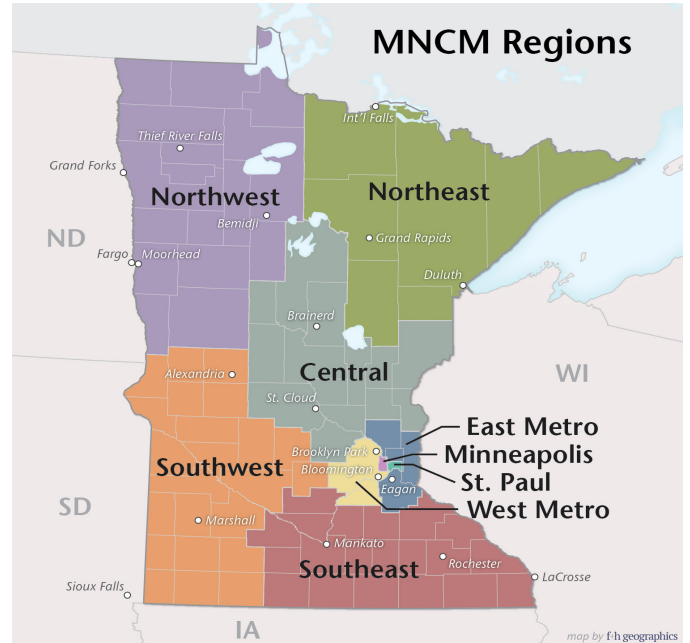 MNCM Regions
Int'l Falls
Thief River Falls
Grand Forks
Northwest
Northeast
Bemidji
Grand Rapids
ND
Fargo
Moorhead
Duluth
Brainerd
Central
WI
Alexandria
St. Cloud
East Metro
Minneapolis
Brooklyn Park
Bloomington
Southwest
St. Paul
Eagan
West Metro
SD
Marshall
Mankato
Southeast
Rochester
LaCrosse
Sioux Falls
IA
map by f+h geographics